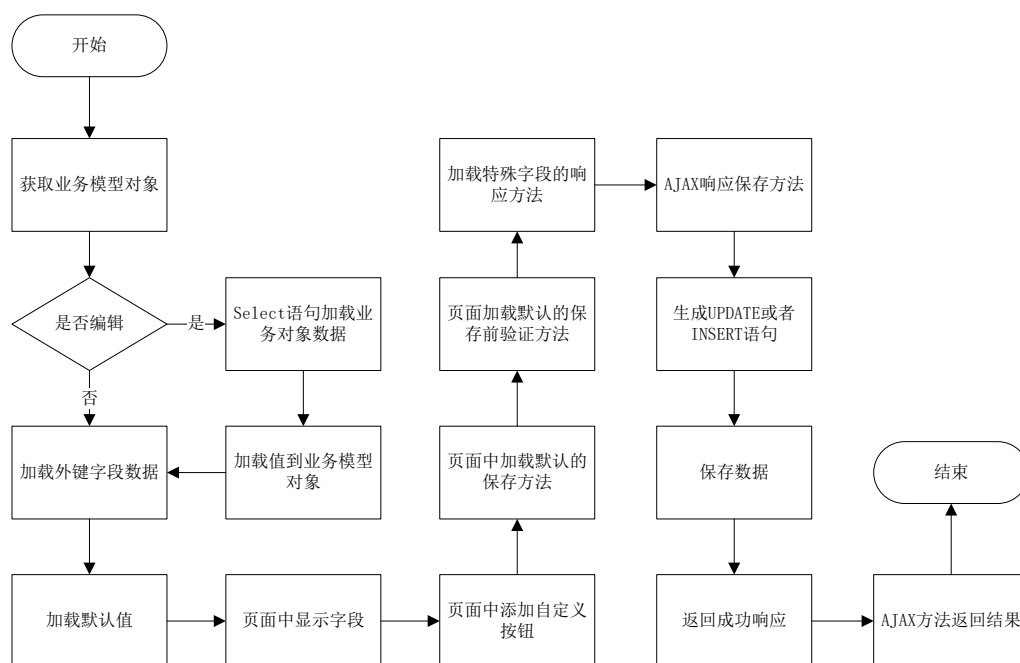 开始
获取业务模型对象
是否编辑
是
Select语句加载业
务对象数据
否
加载外键字段数据
加载值到业务模型
对象
加载默认值
页面中显示字段
页面中添加自定义
按钮
页面中加载默认的
保存方法
页面加载默认的保
存前验证方法
加载特殊字段的响
应方法
AJAX响应保存方法
生成UPDATE或者
INSERT语句
保存数据
返回成功响应
AJAX方法返回结果
结束